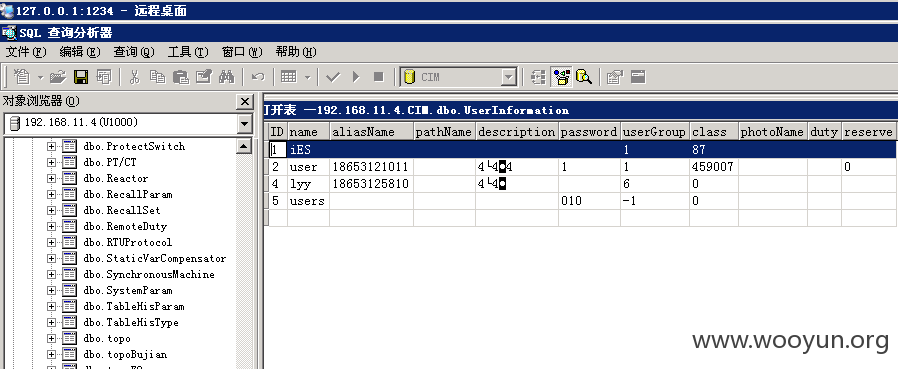 127.0.0.1:1234 - 远程桌面
SQL 查询分析器
文件(F) 编辑(E) 查询(Q) 工具(T) 窗口(W) 帮助(H)
CIM
对象浏览器(O)
192.168.11.4(U1000)
dbo.ProtectSwitch
dbo.PT/CT
dbo.Reactor
dbo.RecallParam
dbo.RecallSet
dbo.RemoteDuty
dbo.RTUProtocol
dbo.StaticVarCompensator
dbo.SynchronousMachine
dbo.SystemParam
dbo.TableHisParam
dbo.TableHisType
dbo.topo
dbo.topoBujian
开表 —192.168.11.4.CIM.dbo.UserInformation
ID name aliasName pathName description password userGroup class photoName duty reserve
1 iES 1 87
2 user 18653121011 4└4◘4 1 1 459007 0
4 lyy 18653125810 4└4◘ 6 0
5 users 010 -1 0
www.wooyun.org